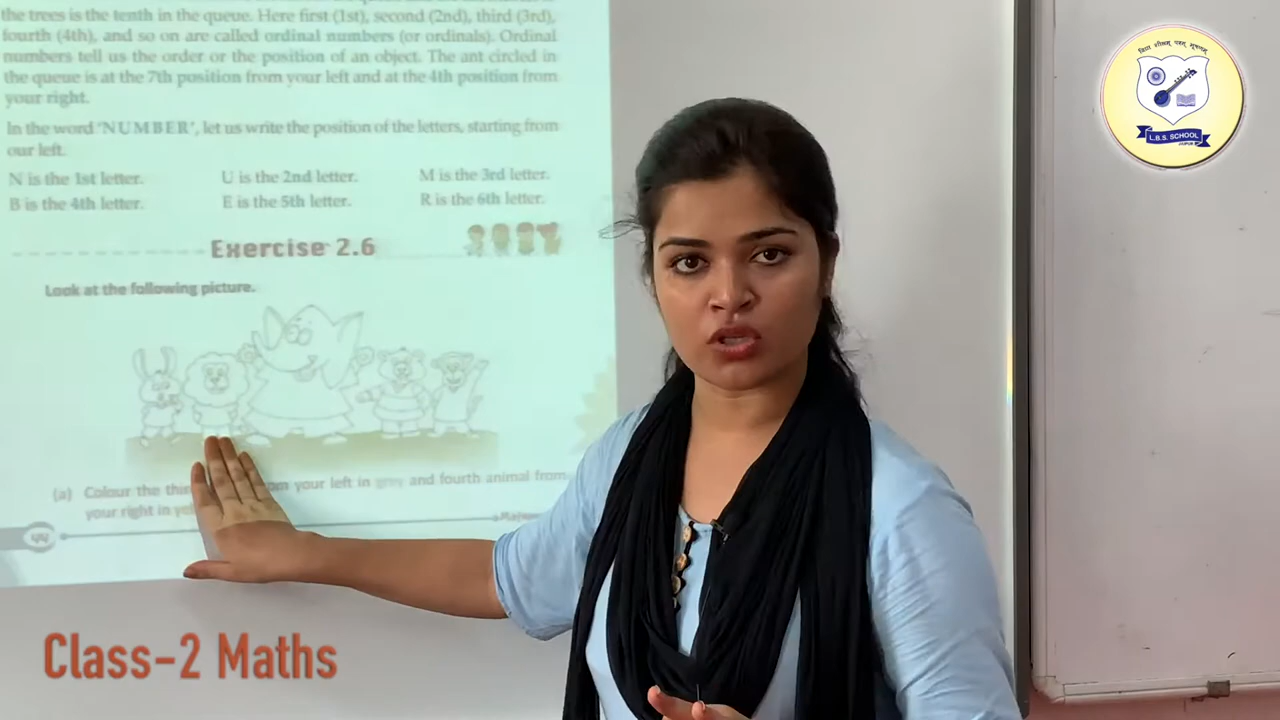 the trees is the tenth in the queue. Here first (1st), second (2nd), third (3rd),
fourth (4th), and so on are called ordinal numbers (or ordinals). Ordinal
numbers tell us the order or the position of an object. The ant circled in
the queue is at the 7th position from your left and at the 4th position from
your right.
In the word 'NUMBER', let us write the position of the letters, starting from
our left.
N is the 1st letter. U is the 2nd letter. M is the 3rd letter.
B is the 4th letter. E is the 5th letter. R is the 6th letter.
Exercise 2.6
Look at the following picture.
(a) Colour the your left in grey and fourth animal from
your right in
Class-2 Maths
विद्या शीलम् परम् भूषणम्
L.B.S. SCHOOL
JAIPUR